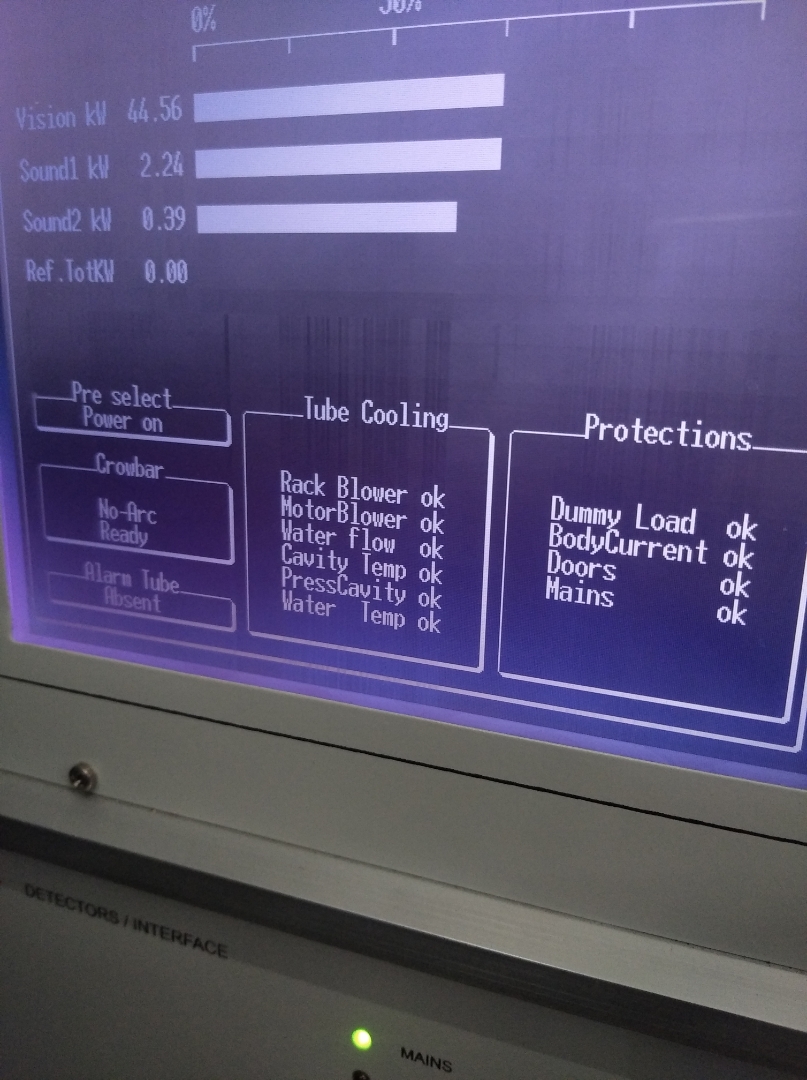 0% 50%
Vision kW 44.56
Sound1 kW 2.24
Sound2 kW 0.39
Ref.TotKW 0.00
Pre select
Power on
Crowbar
No-Arc
Ready
Alarm Tube
Absent
Tube Cooling
Rack Blower ok
MotorBlower ok
Water flow ok
Cavity Temp ok
PressCavity ok
Water Temp ok
Protections
Dummy Load ok
BodyCurrent ok
Doors ok
Mains ok
DETECTORS / INTERFACE
MAINS